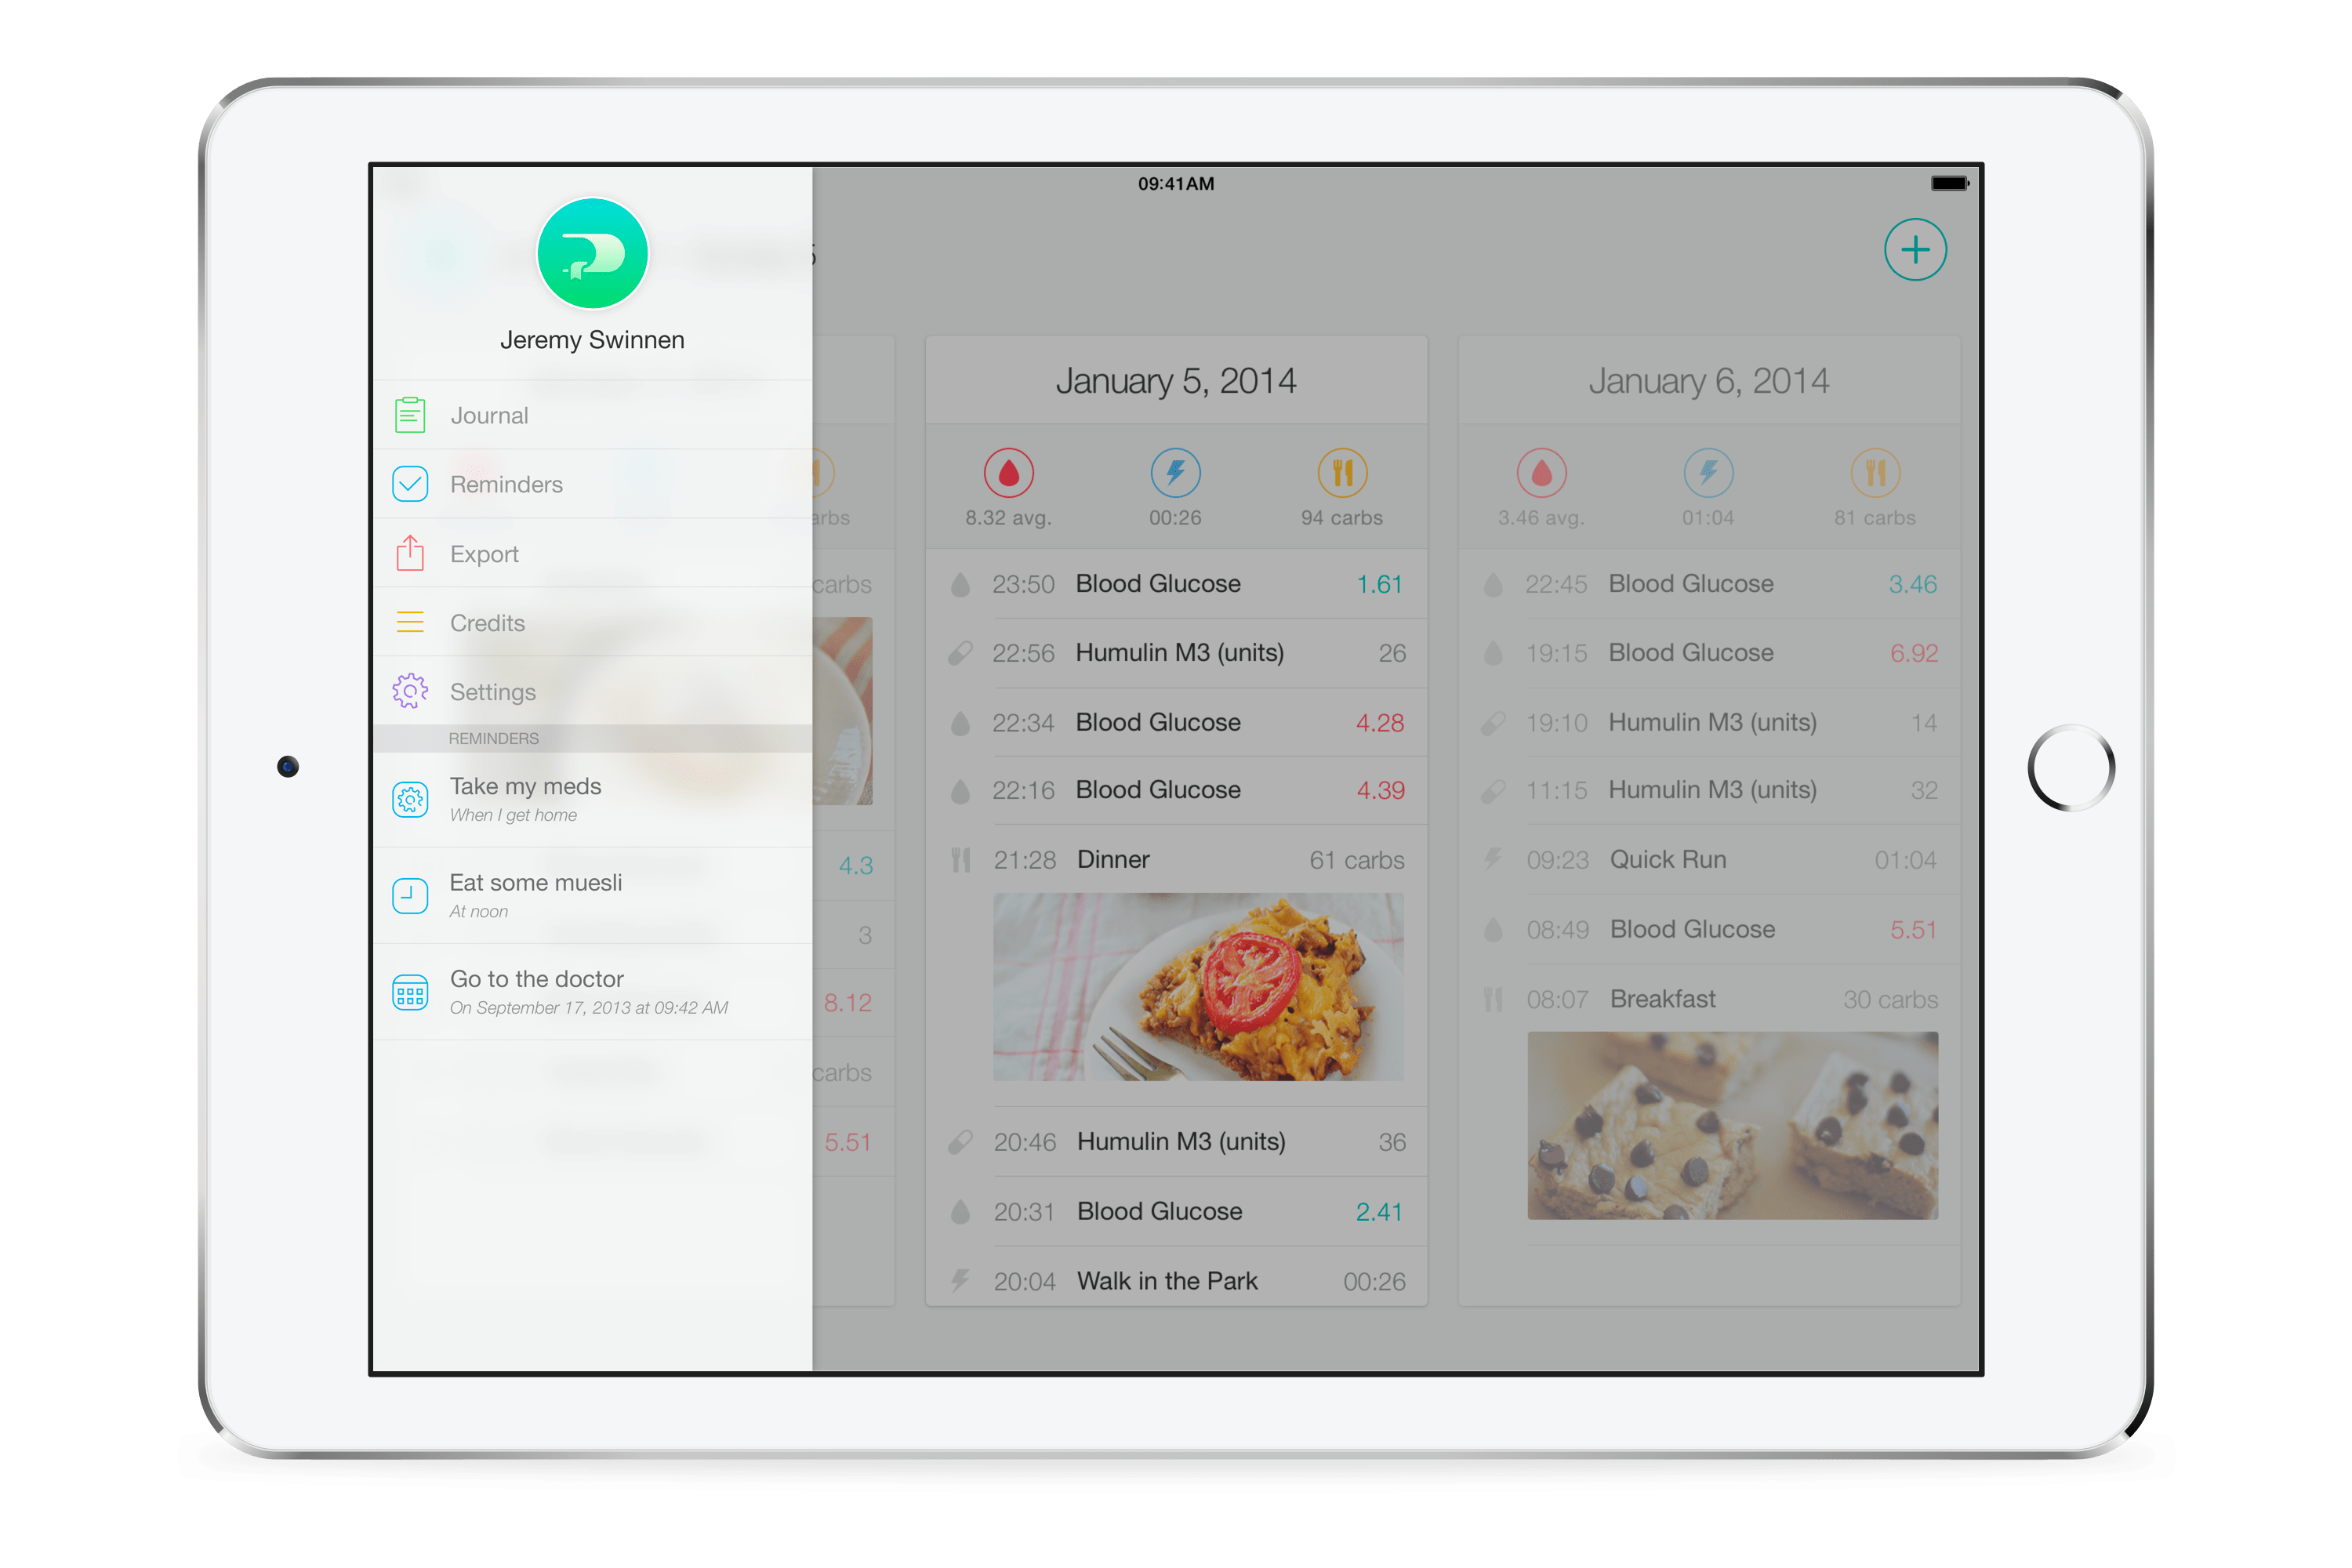 09:41AM
5
Jeremy Swinnen
Journal
Reminders
Export
Credits
Settings
REMINDERS
Take my meds
When I get home
Eat some muesli
At noon
Go to the doctor
On September 17, 2013 at 09:42 AM
carbs
4.3
3
8.12
carbs
5.51
January 5, 2014
8.32 avg. 00:26 94 carbs
23:50 Blood Glucose 1.61
22:56 Humulin M3 (units) 26
22:34 Blood Glucose 4.28
22:16 Blood Glucose 4.39
21:28 Dinner 61 carbs
20:46 Humulin M3 (units) 36
20:31 Blood Glucose 2.41
20:04 Walk in the Park 00:26
January 6, 2014
3.46 avg. 01:04 81 carbs
22:45 Blood Glucose 3.46
19:15 Blood Glucose 6.92
19:10 Humulin M3 (units) 14
11:15 Humulin M3 (units) 32
09:23 Quick Run 01:04
08:49 Blood Glucose 5.51
08:07 Breakfast 30 carbs